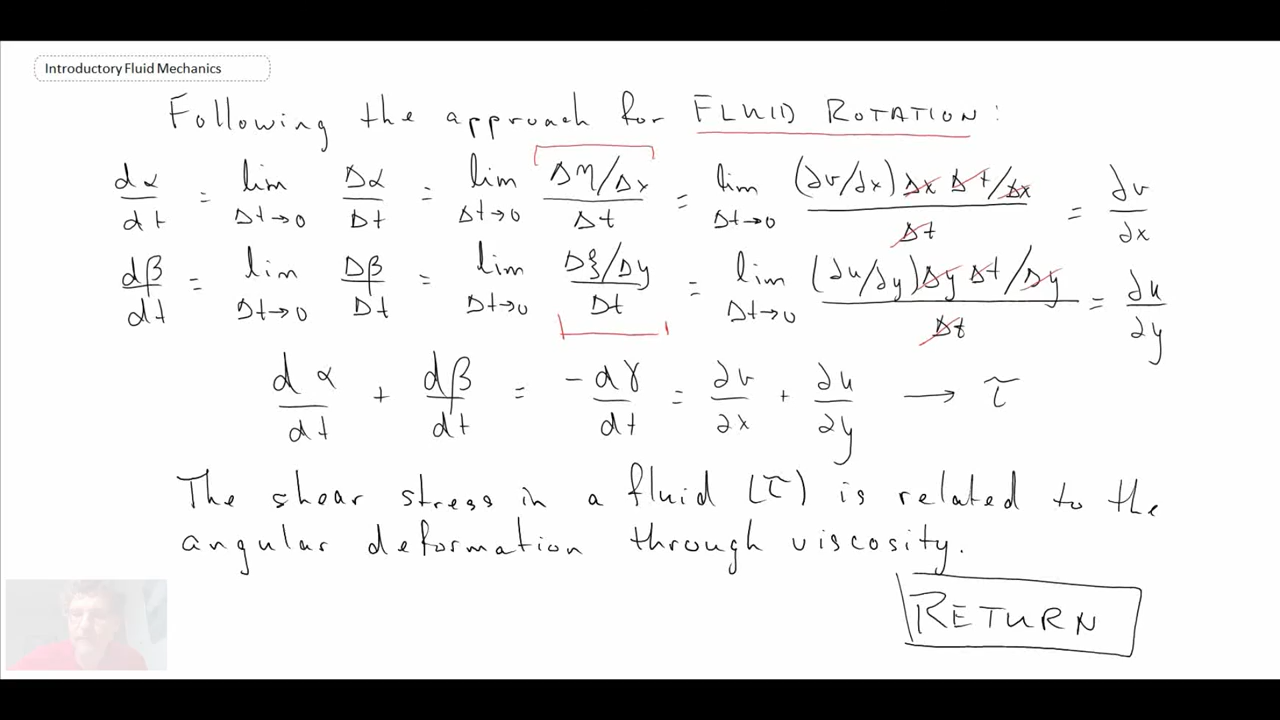 Introductory Fluid Mechanics
Following the approach for FLUID ROTATION:
dα/dt = lim Δt→0 Δα/Δt = lim Δt→0 (Δη/Δx)/Δt = lim Δt→0 ((∂v/∂x) Δx Δt/Δx)/Δt = ∂v/∂x
dβ/dt = lim Δt→0 Δβ/Δt = lim Δt→0 (Δξ/Δy)/Δt = lim Δt→0 ((∂u/∂y) Δy Δt/Δy)/Δt = ∂u/∂y
dα/dt + dβ/dt = -dγ/dt = ∂v/∂x + ∂u/∂y → τ
The shear stress in a fluid (τ) is related to the
angular deformation through viscosity.
RETURN